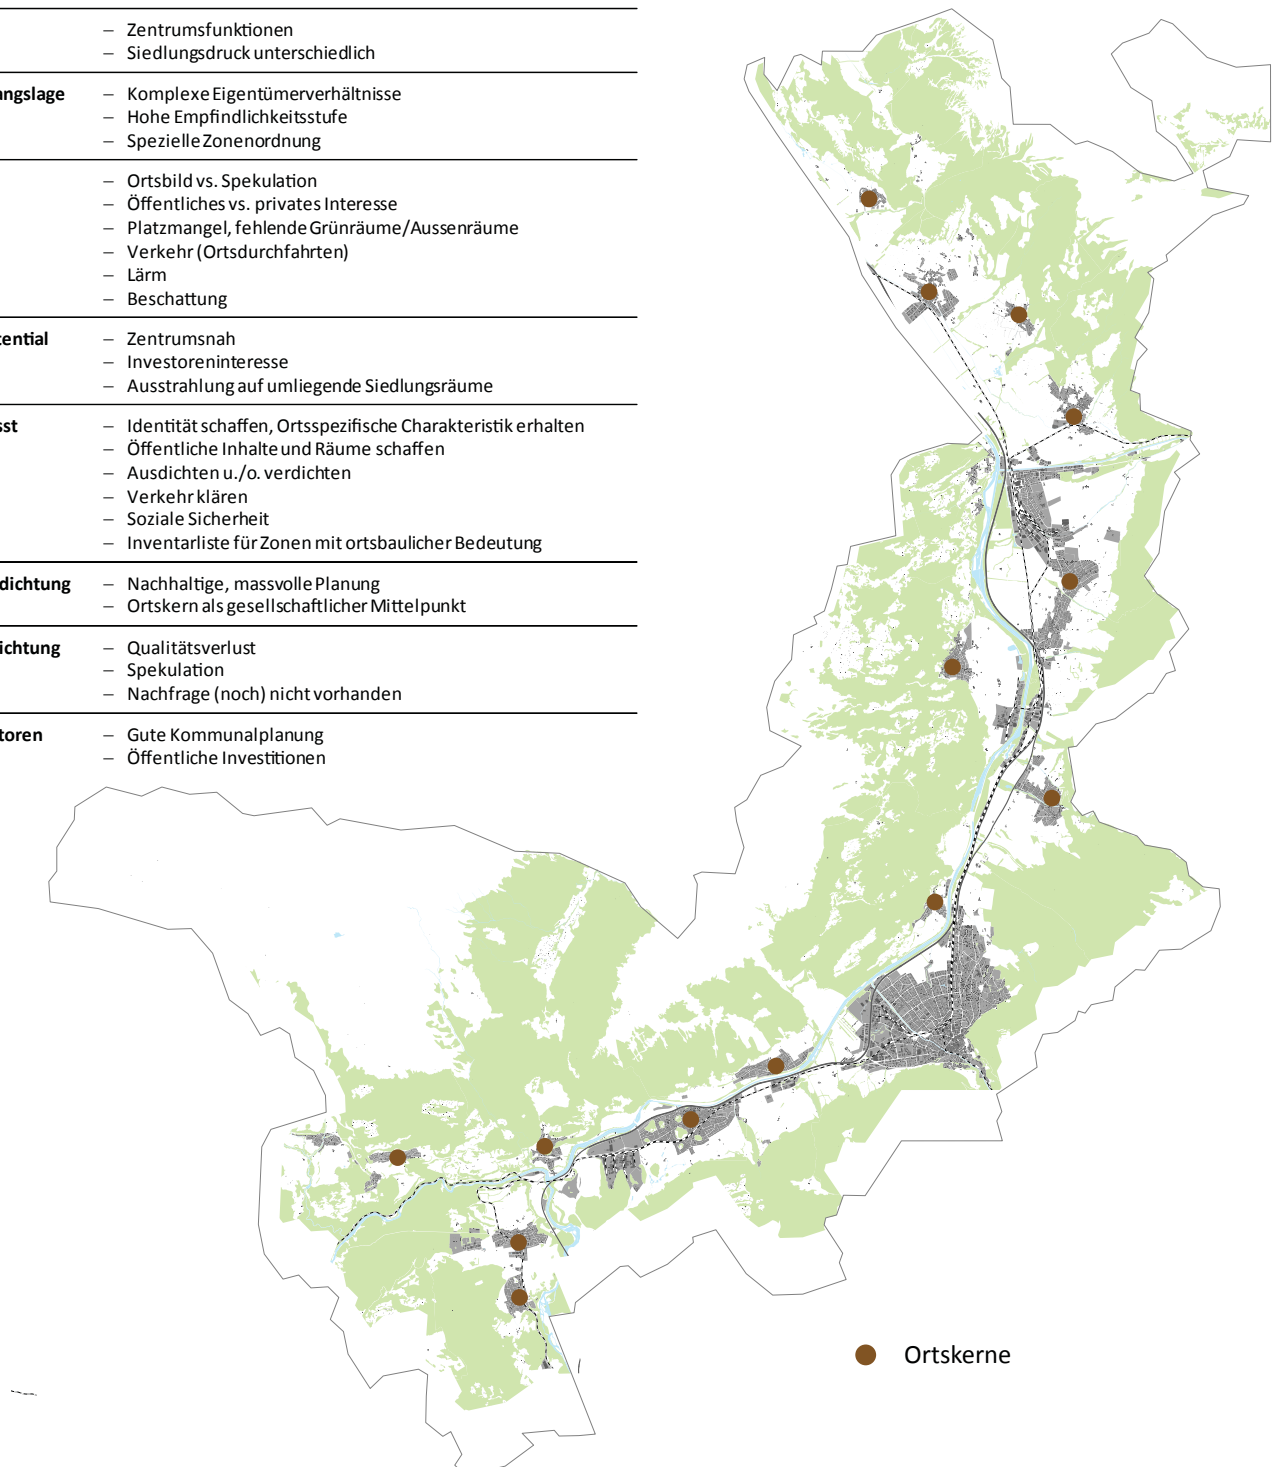 – Zentrumsfunktionen
– Siedlungsdruck unterschiedlich
angslage – Komplexe Eigentümerverhältnisse
– Hohe Empfindlichkeitsstufe
– Spezielle Zonenordnung
– Ortsbild vs. Spekulation
– Öffentliches vs. privates Interesse
– Platzmangel, fehlende Grünräume/Aussenräume
– Verkehr (Ortsdurchfahrten)
– Lärm
– Beschattung
tential – Zentrumsnah
– Investoreninteresse
– Ausstrahlung auf umliegende Siedlungsräume
sst – Identität schaffen, Ortsspezifische Charakteristik erhalten
– Öffentliche Inhalte und Räume schaffen
– Ausdichten u./o. verdichten
– Verkehr klären
– Soziale Sicherheit
– Inventarliste für Zonen mit ortsbaulicher Bedeutung
dichtung – Nachhaltige, massvolle Planung
– Ortskern als gesellschaftlicher Mittelpunkt
ichtung – Qualitätsverlust
– Spekulation
– Nachfrage (noch) nicht vorhanden
toren – Gute Kommunalplanung
– Öffentliche Investitionen
Ortskerne